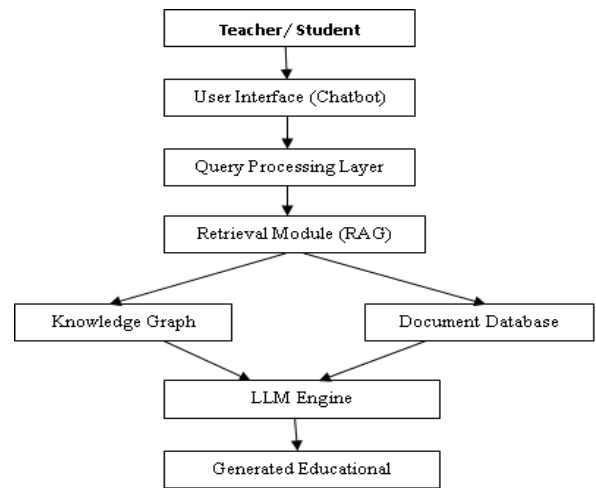 Teacher/ Student
User Interface (Chatbot)
Query Processing Layer
Retrieval Module (RAG)
Knowledge Graph
Document Database
LLM Engine
Generated Educational